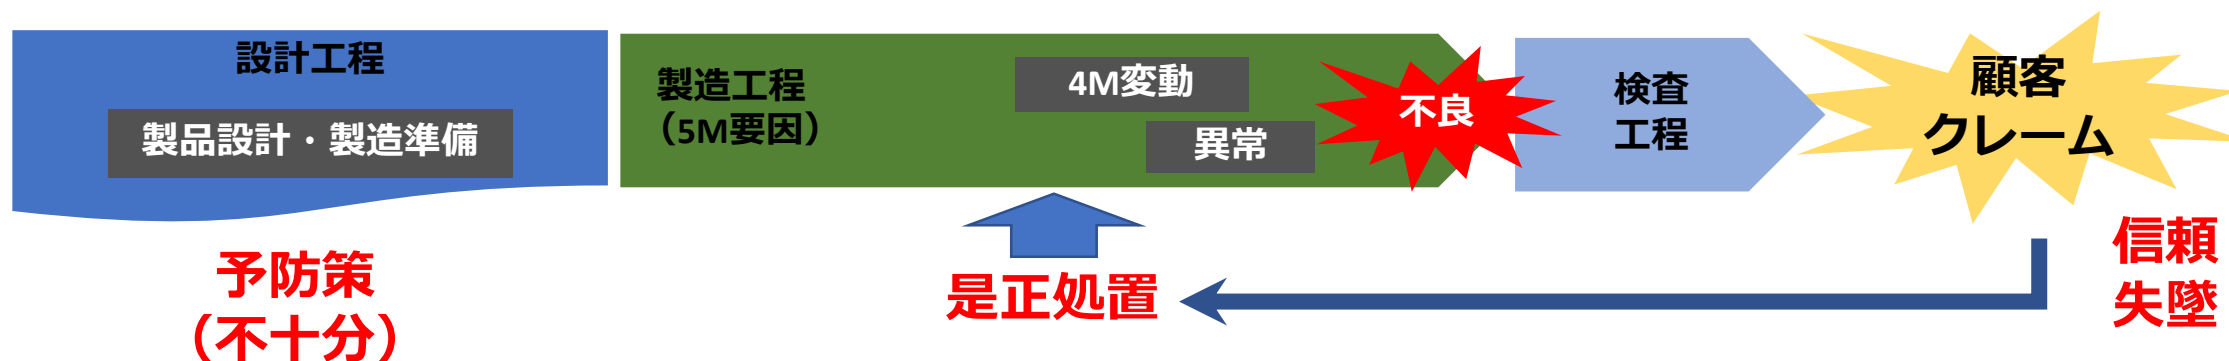 設計工程
製品設計・製造準備
製造工程
（5M要因）
4M変動
異常
不良
検査
工程
顧客
クレーム
予防策
（不十分）
是正処置
信頼
失墜